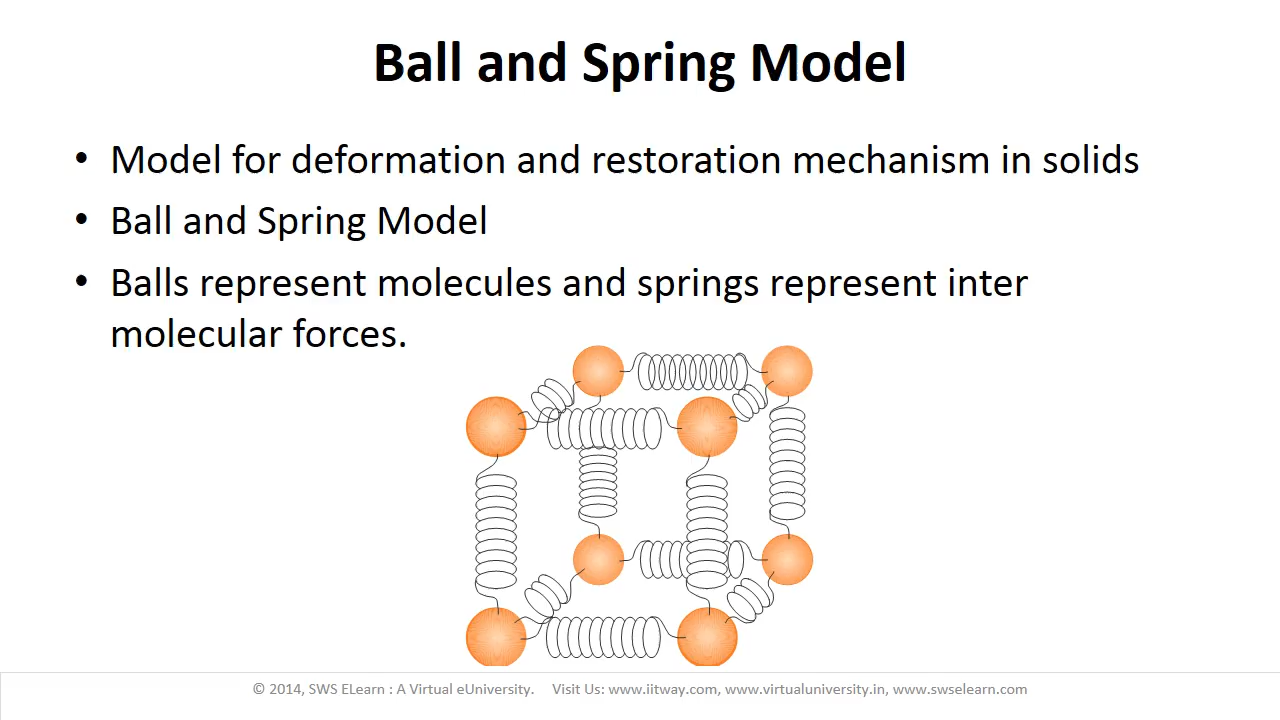 Ball and Spring Model
• Model for deformation and restoration mechanism in solids
• Ball and Spring Model
• Balls represent molecules and springs represent inter
molecular forces.
© 2014, SWS ELearn : A Virtual eUniversity. Visit Us: www.iitway.com, www.virtualuniversity.in, www.swselearn.com